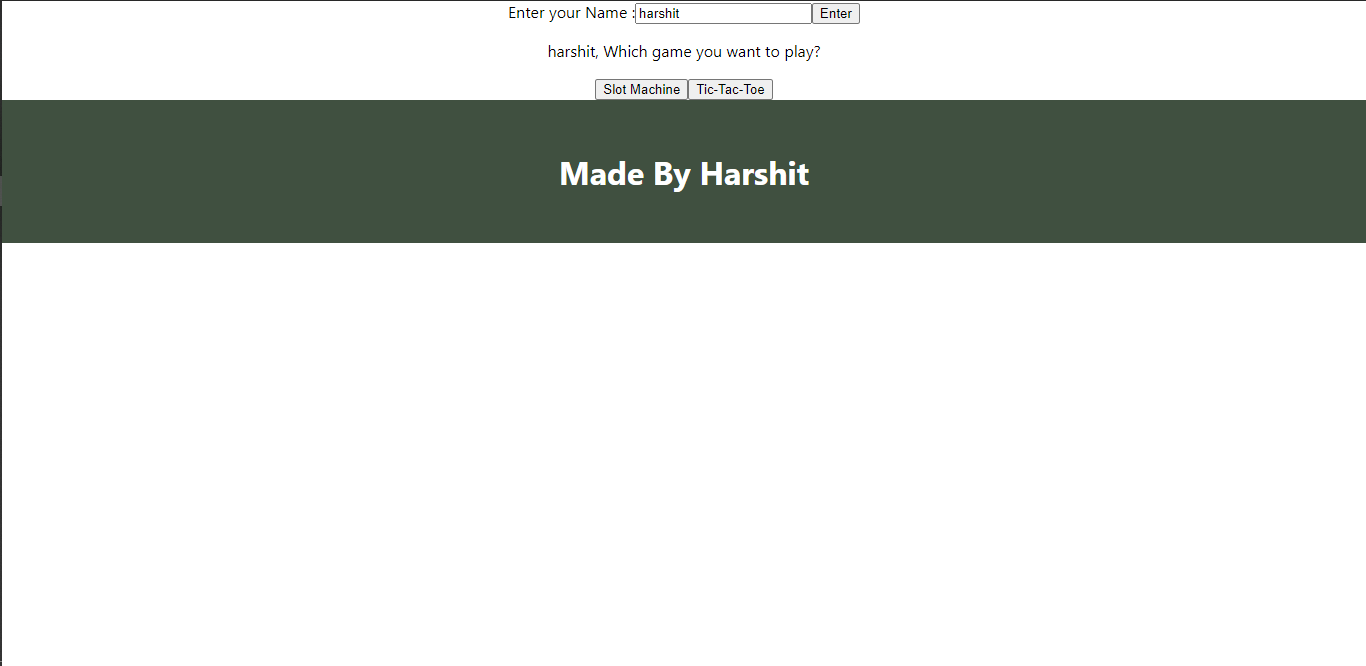 Enter your Name :harshit Enter
harshit, Which game you want to play?
Slot Machine Tic-Tac-Toe
Made By Harshit